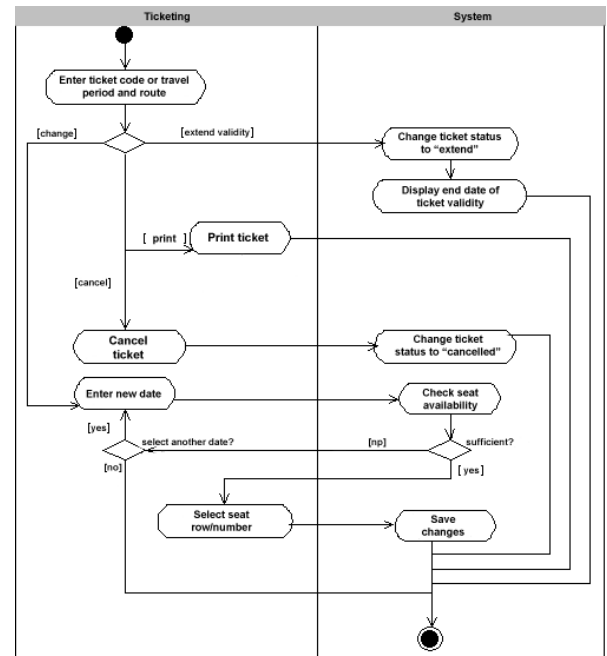 Ticketing
System
Enter ticket code or travel
period and route
[change]
[extend validity]
Change ticket status
to “extend”
Display end date of
ticket validity
[ print ]
Print ticket
[cancel]
Cancel
ticket
Change ticket
status to “cancelled”
Enter new date
Check seat
availability
[yes]
select another date?
[np]
sufficient?
[no]
[ yes]
Select seat
row/number
Save
changes